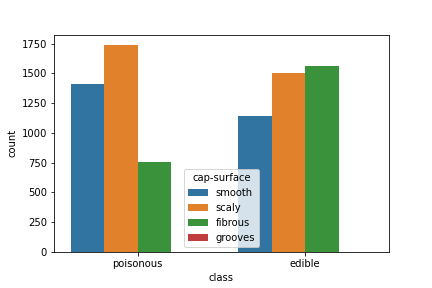 1750
1500
1250
1000
750
500
250
0
count
cap-surface
smooth
scaly
fibrous
grooves
poisonous
edible
class